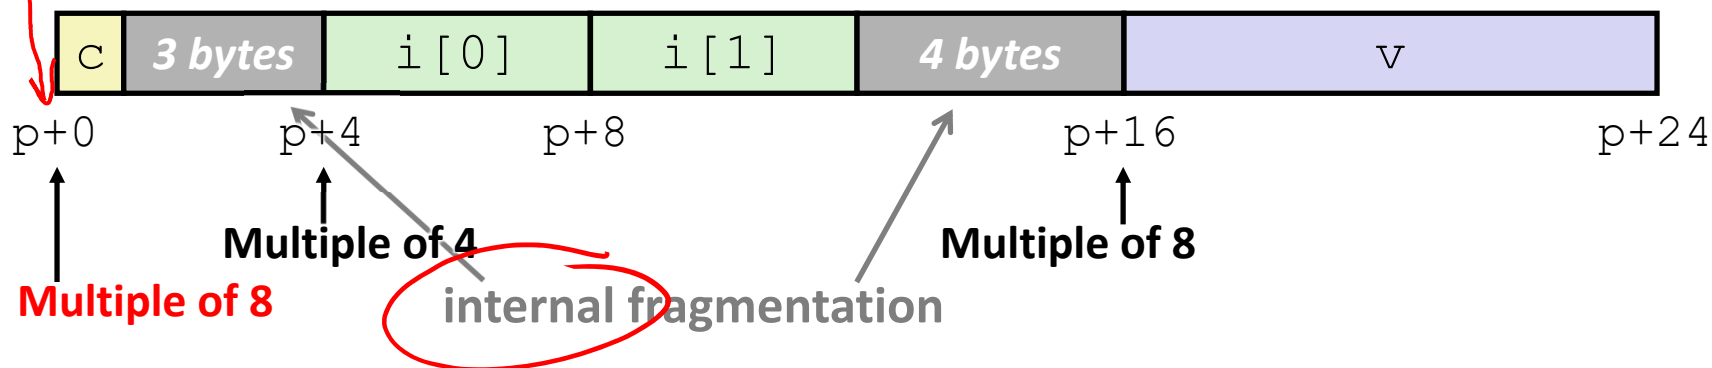 c 3 bytes i[0] i[1] 4 bytes v
p+0 p+4 p+8 p+16 p+24
Multiple of 4 Multiple of 8
Multiple of 8 internal fragmentation